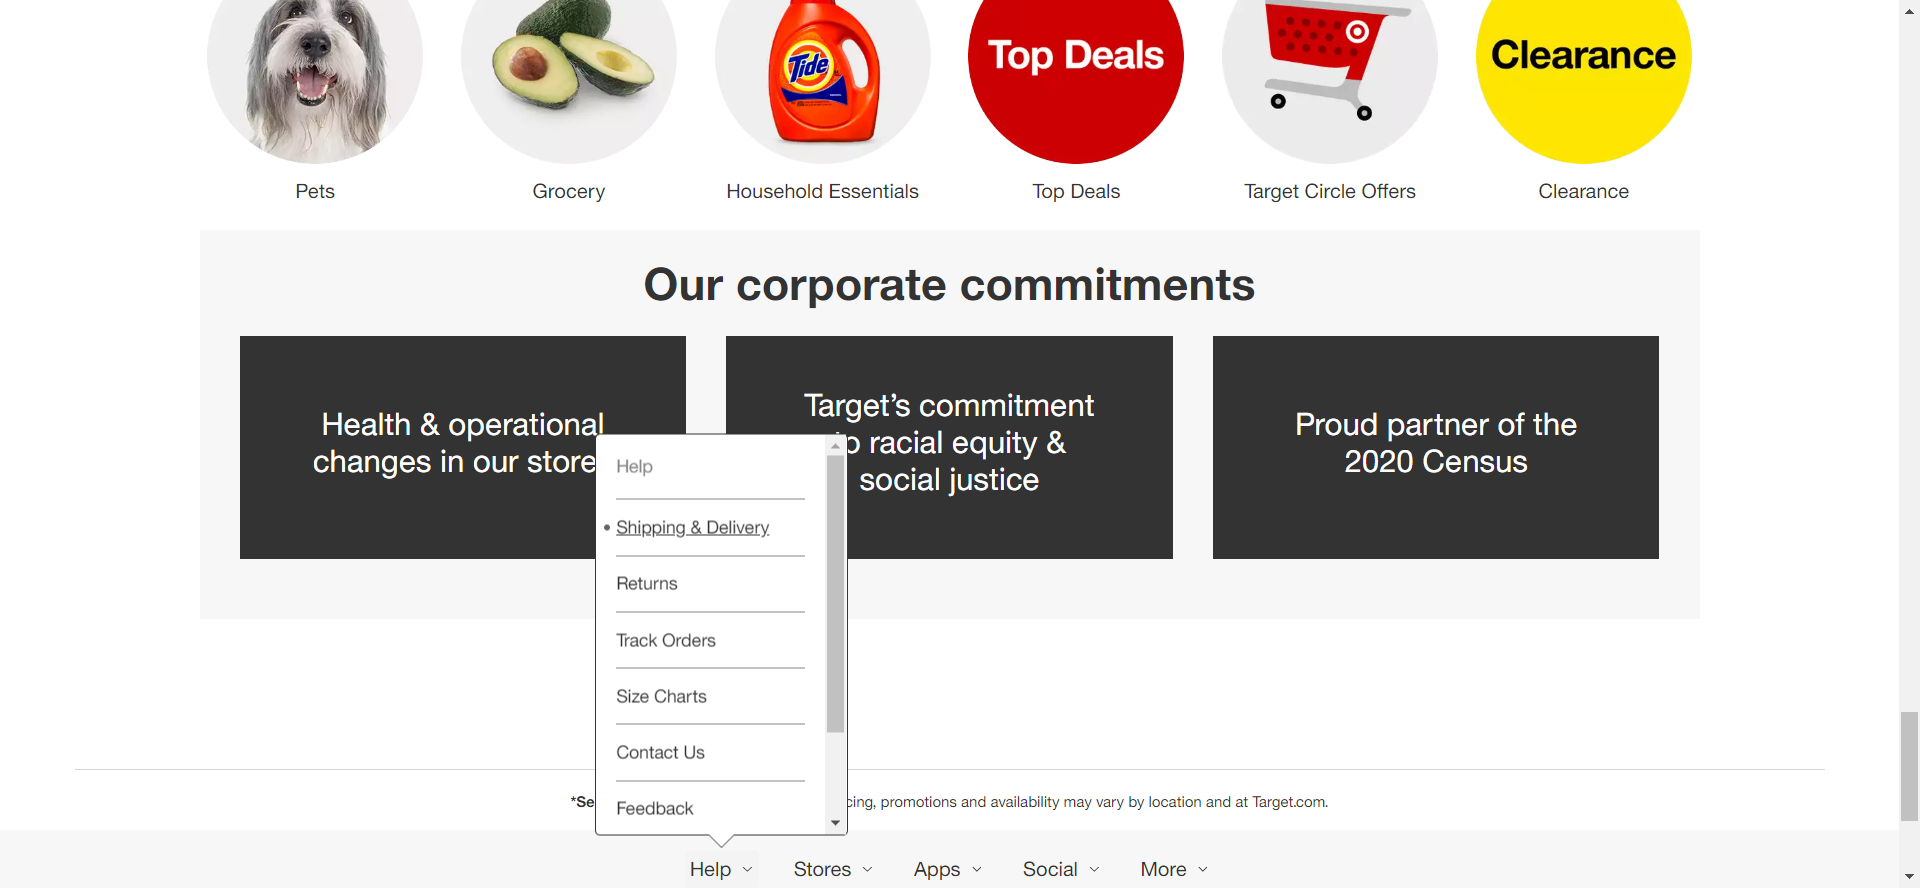 Tide
Top Deals
Clearance
Pets
Grocery
Household Essentials
Top Deals
Target Circle Offers
Clearance
Our corporate commitments
Health & operational
changes in our store
Target’s commitment
o racial equity &
social justice
Proud partner of the
2020 Census
Help
Shipping & Delivery
Returns
Track Orders
Size Charts
Contact Us
Feedback
*Se
cing, promotions and availability may vary by location and at Target.com.
Help
Stores
Apps
Social
More